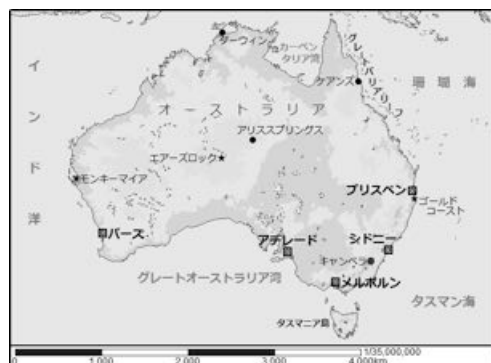 ダーウィン
カーペン
タリア湾
グレートバリアリーフ
ケアンズ
珊瑚海
インド洋
オーストラリア
アリススプリングス
エアーズロック
モンキーマイア
ブリスベン
ゴールド
コースト
パース
アデレード
シドニー
キャンベラ
グレートオーストラリア湾
メルボルン
タスマン海
タスマニア
1/35,000,000
0
1,000
2,000
3,000
4,000km